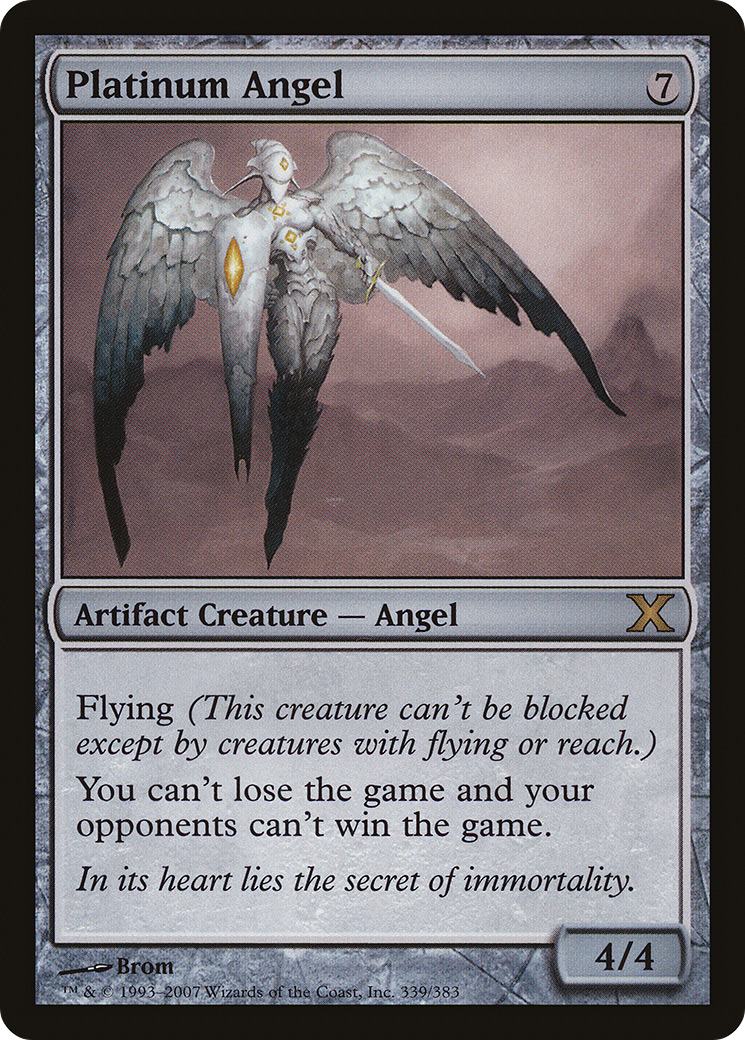 Platinum Angel 7
Artifact Creature — Angel
Flying (This creature can't be blocked
except by creatures with flying or reach.)
You can't lose the game and your
opponents can't win the game.
In its heart lies the secret of immortality.
4/4
Brom
™ & © 1993–2007 Wizards of the Coast, Inc. 339/383